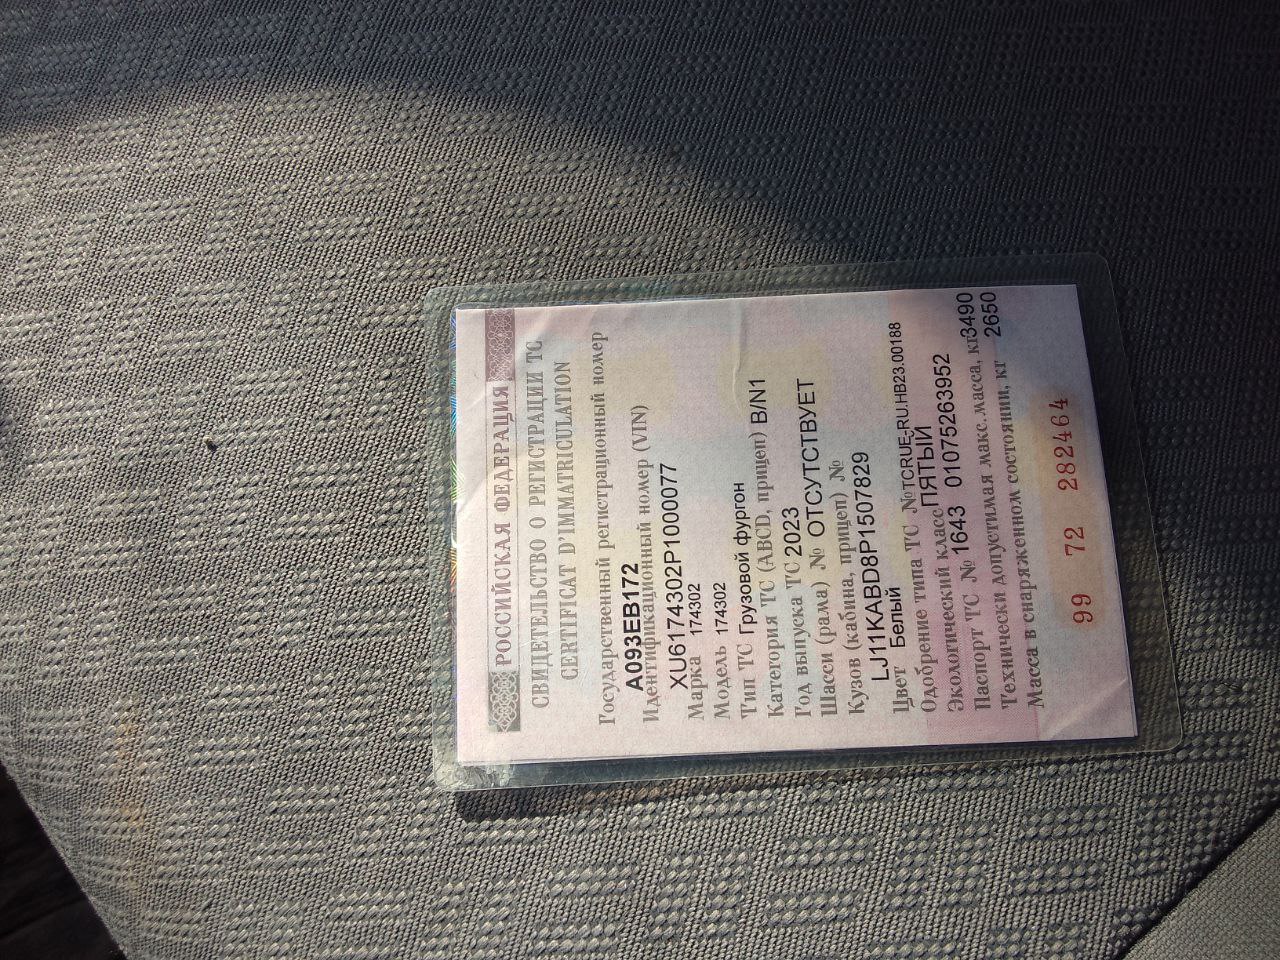 РОССИЙСКАЯ ФЕДЕРАЦИЯ
СВИДЕТЕЛЬСТВО О РЕГИСТРАЦИИ ТС
CERTIFICAT D'IMMATRICULATION
Государственный регистрационный номер
А093ЕВ172
Идентификационный номер (VIN)
XU6174302P1000077
Марка 174302
Модель 174302
Тип ТС Грузовой фургон
Категория ТС (ABCD, прицеп) B/N1
Год выпуска ТС 2023
Шасси (рама) № ОТСУТСТВУЕТ
Кузов (кабина, прицеп) №
LJ11KABD8P1507829
Цвет Белый
Одобрение типа ТС № TCRUE-RU.HB23.00188
Экологический класс ПЯТЫЙ
Паспорт ТС № 1643 01075263952
Технически допустимая макс. масса, кг 3490
Масса в снаряженном состоянии, кг 2650
99 72 282464